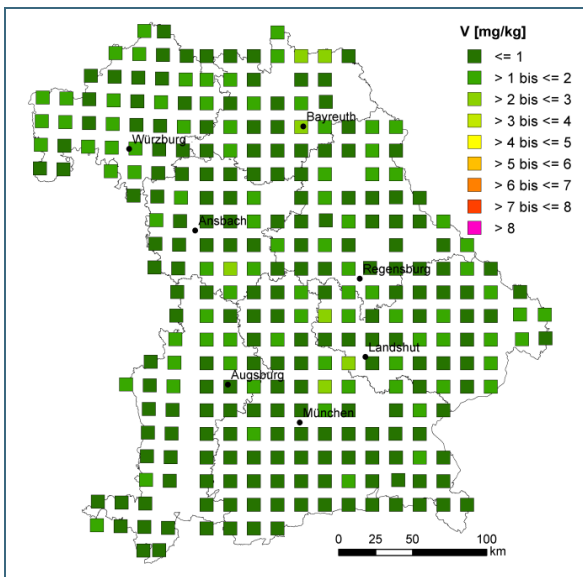 V [mg/kg]
<= 1
> 1 bis <= 2
> 2 bis <= 3
> 3 bis <= 4
> 4 bis <= 5
> 5 bis <= 6
> 6 bis <= 7
> 7 bis <= 8
> 8
Bayreuth
Würzburg
Ansbach
Regensburg
Landshut
Augsburg
München
0 25 50 100
km